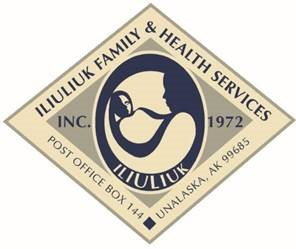 ILIULIUK FAMILY & HEALTH SERVICES
INC. 1972
ILIULIUK
POST OFFICE BOX 144 ◆ UNALASKA, AK 99685